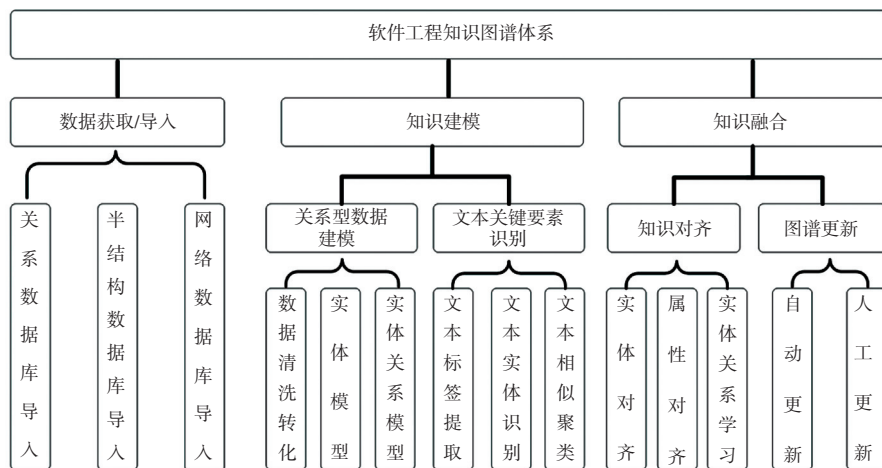 软件工程知识图谱体系
数据获取/导入
知识建模
知识融合
关系数据库导入
半结构数据库导入
网络数据库导入
关系型数据
建模
文本关键要素
识别
知识对齐
图谱更新
数据清洗转化
实体模型
实体关系模型
文本标签提取
文本实体识别
文本相似聚类
实体对齐
属性对齐
实体关系学习
自动更新
人工更新